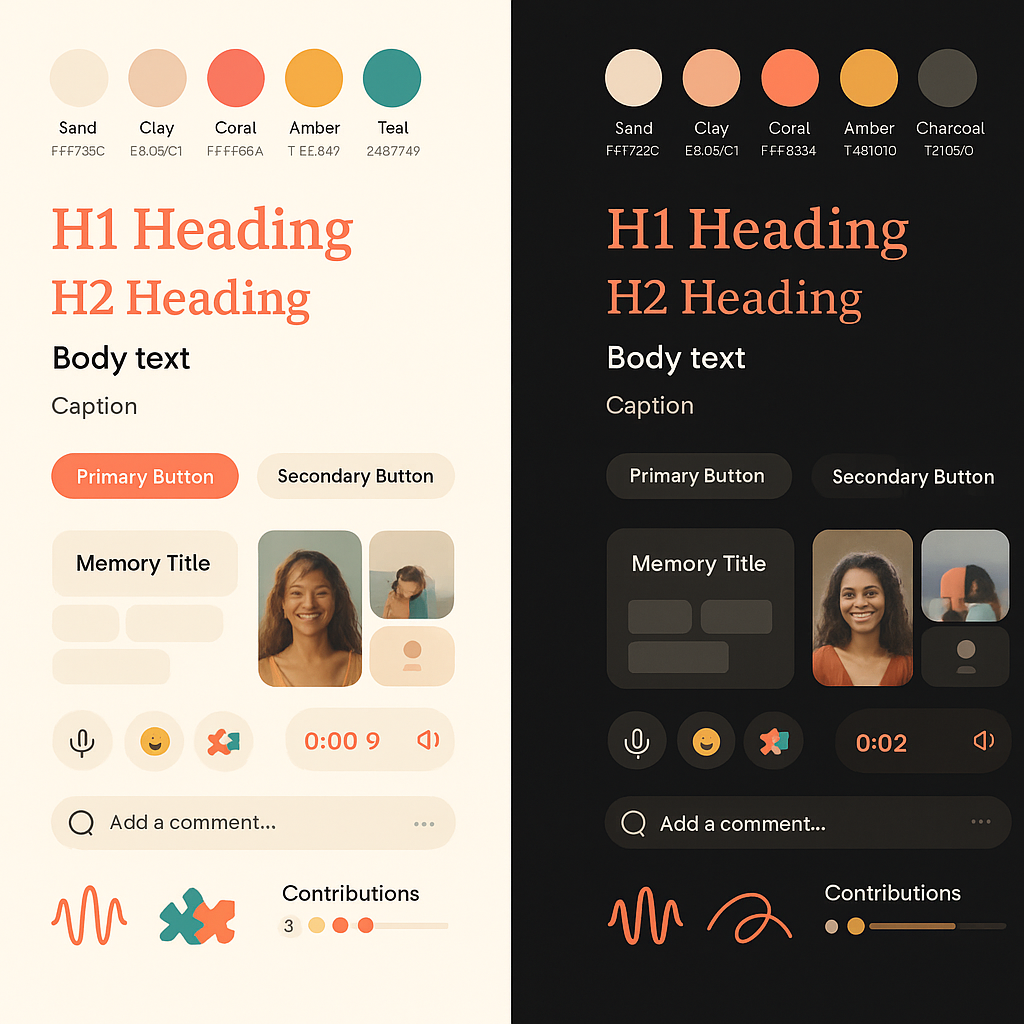 Sand Clay Coral Amber Teal
FFF735C E8.05/C1 FFFF66A T EE.849 2487749
H1 Heading
H2 Heading
Body text
Caption
Primary Button Secondary Button
Memory Title
0:00 9
Add a comment...
Contributions
3
Sand Clay Coral Amber Charcoal
FFF722C E8.05/C1 FFF8334 T481010 T2105/0
H1 Heading
H2 Heading
Body text
Caption
Primary Button Secondary Button
Memory Title
0:02
Add a comment...
Contributions